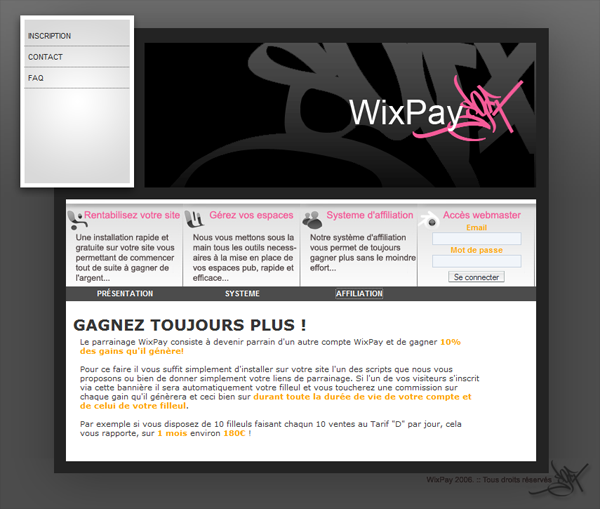 INSCRIPTION
CONTACT
FAQ
WixPay
Rentabilisez votre site
Une installation rapide et
gratuite sur votre site vous
permettant de commencer
tout de suite à gagner de
l'argent...
Gérez vos espaces
Nous vous mettons sous la
main tous les outils neces-
aires à la mise en place de
vos espaces pub, rapide et
efficace...
Systeme d'affiliation
Notre système d'affiliation
vous permet de toujours
gagner plus sans le moindre
effort...
Accès webmaster
Email
Mot de passe
Se connecter
PRÉSENTATION
SYSTEME
AFFILIATION
GAGNEZ TOUJOURS PLUS !
Le parrainage WixPay consiste à devenir parrain d'un autre compte WixPay et de gagner 10%
des gains qu'il génère!
Pour ce faire il vous suffit simplement d'installer sur votre site l'un des scripts que nous vous
proposons ou bien de donner simplement votre liens de parrainage. Si l'un de vos visiteurs s'inscrit
via cette bannière il sera automatiquement votre filleul et vous toucherez une commission sur
chaque gain qu'il génèrera et ceci bien sur durant toute la durée de vie de votre compte et
de celui de votre filleul.
Par exemple si vous disposez de 10 filleuls faisant chaqun 10 ventes au Tarif "D" par jour, cela
vous rapporte, sur 1 mois environ 180€ !
WixPay 2006 :: Tous droits réservés